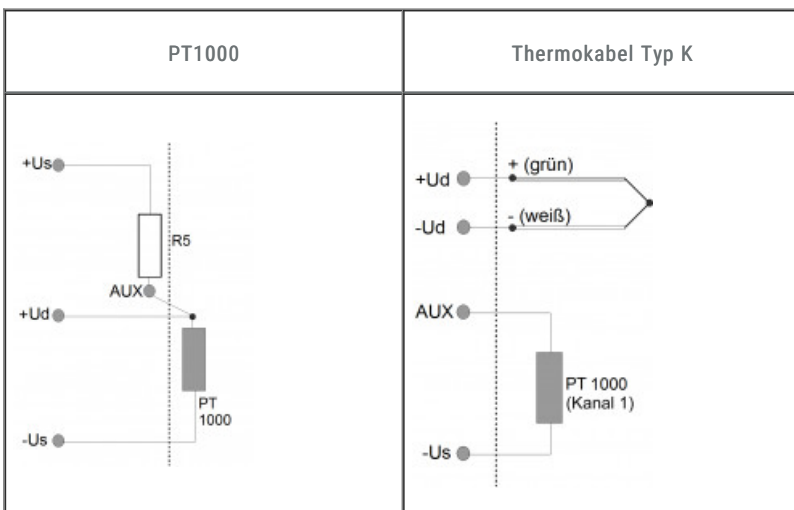 PT1000
Thermokabel Typ K
+Us
R5
AUX
+Ud
PT
1000
-Us
+ (grün)
+Ud
- (weiß)
-Ud
AUX
PT 1000
(Kanal 1)
-Us